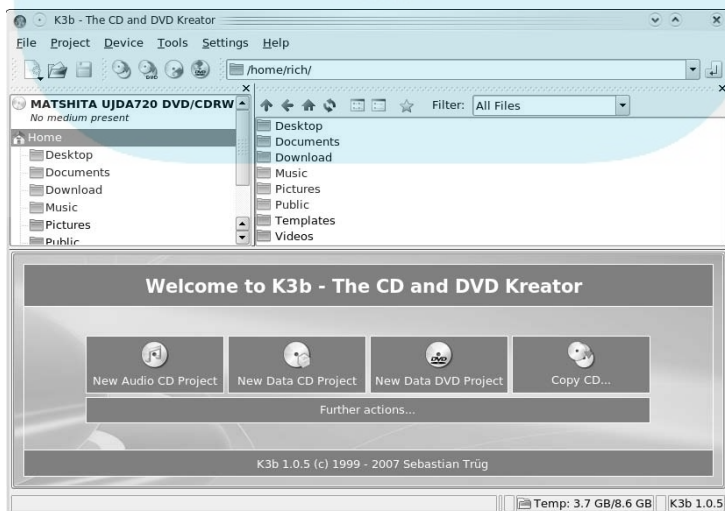 K3b - The CD and DVD Kreator
File Project Device Tools Settings Help
/home/rich/
MATSHITA UJDA720 DVD/CDRW
No medium present
Filter: All Files
Home
Desktop
Documents
Download
Music
Pictures
Public
Desktop
Documents
Download
Music
Pictures
Public
Templates
Videos
Welcome to K3b - The CD and DVD Kreator
New Audio CD Project
New Data CD Project
New Data DVD Project
Copy CD...
Further actions...
K3b 1.0.5 (c) 1999 - 2007 Sebastian Trüg
Temp: 3.7 GB/8.6 GB K3b 1.0.5